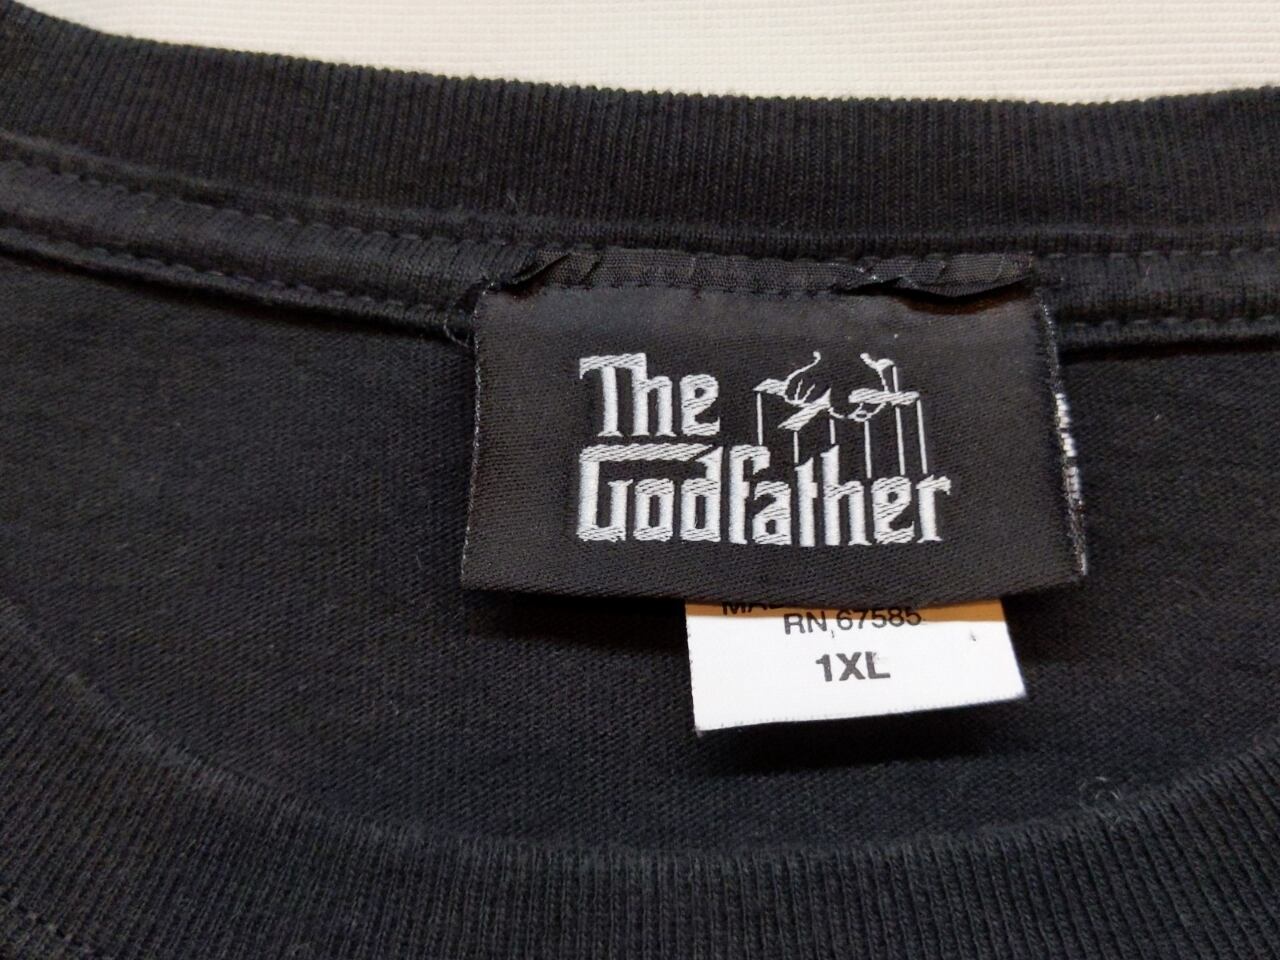 The
Godfather
RN 67585
1XL